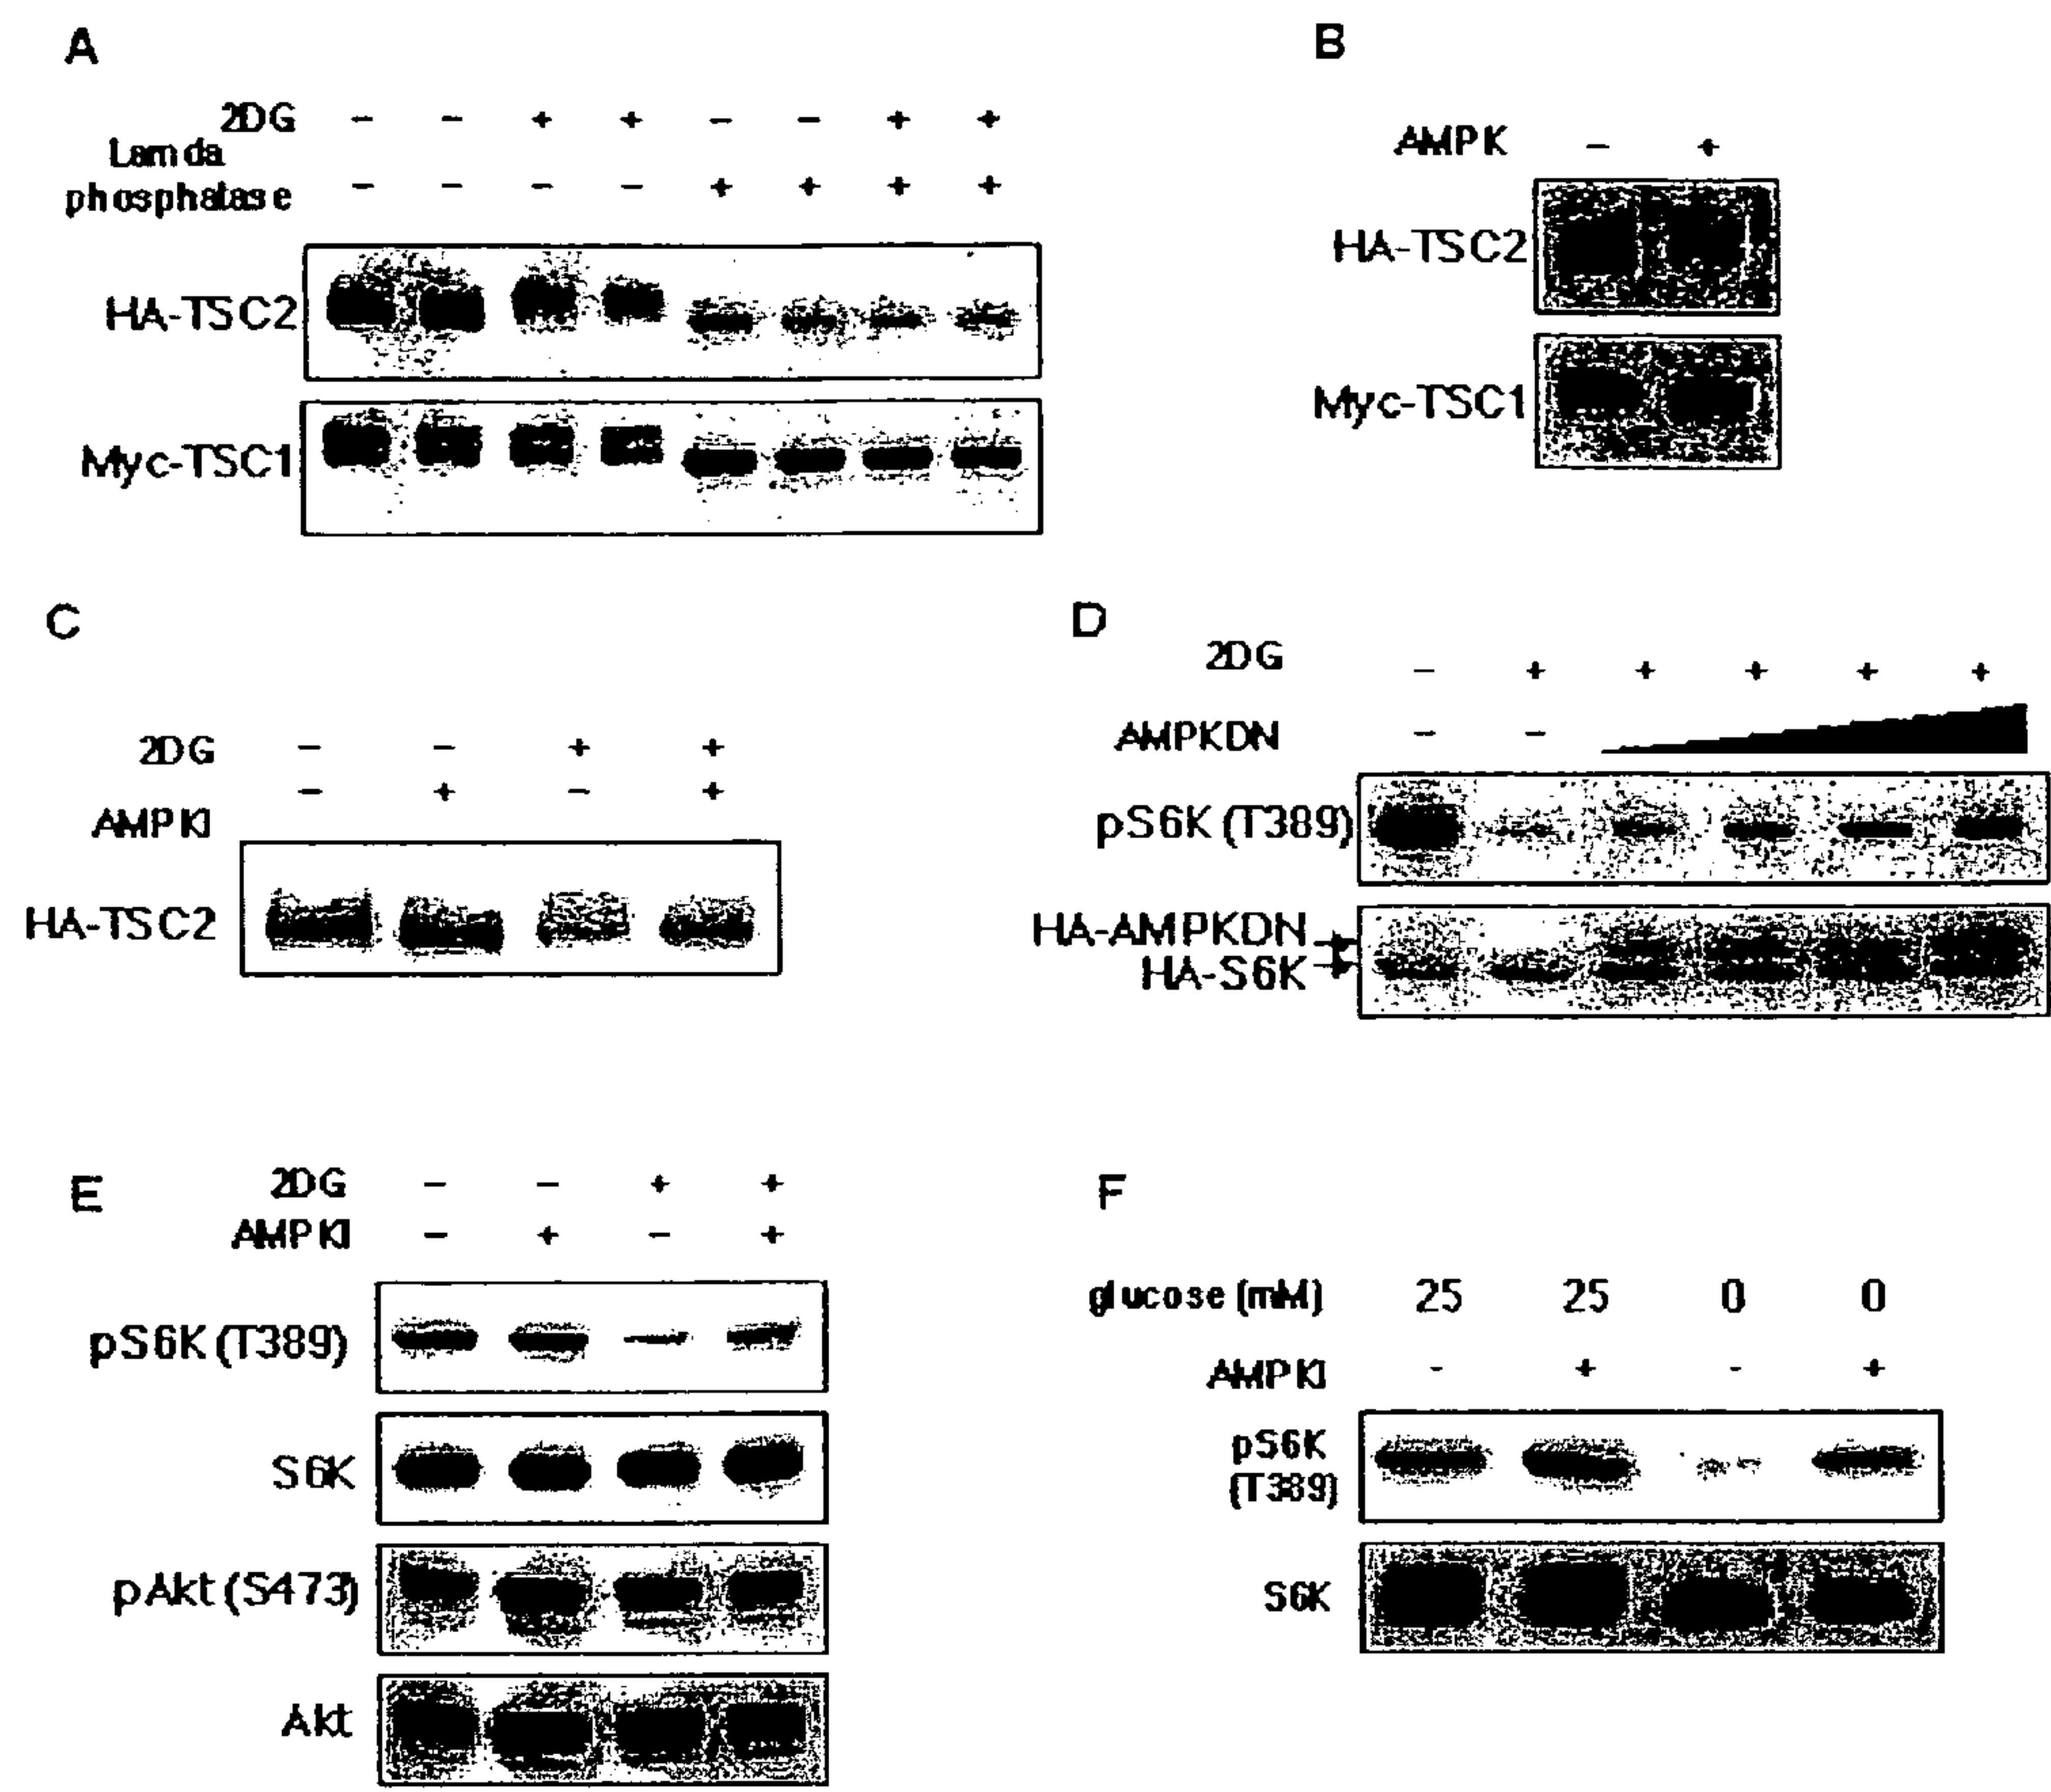 A
2DG - - + + - - + +
Lamda
phosphatase - - - - + + + +
HA-TSC2
Myc-TSC1
B
AMPK - +
HA-TSC2
Myc-TSC1
C
2DG - - + +
- + - +
AMPKI
HA-TSC2
D
2DG - + + + + +
AMPKDN - -
pS6K (T389)
HA-AMPKDN
HA-S6K
E
2DG - - + +
AMPKI - + - +
pS6K (T389)
S6K
pAkt (S473)
Akt
F
glucose (mM) 25 25 0 0
AMPKI - + - +
pS6K
(T389)
S6K